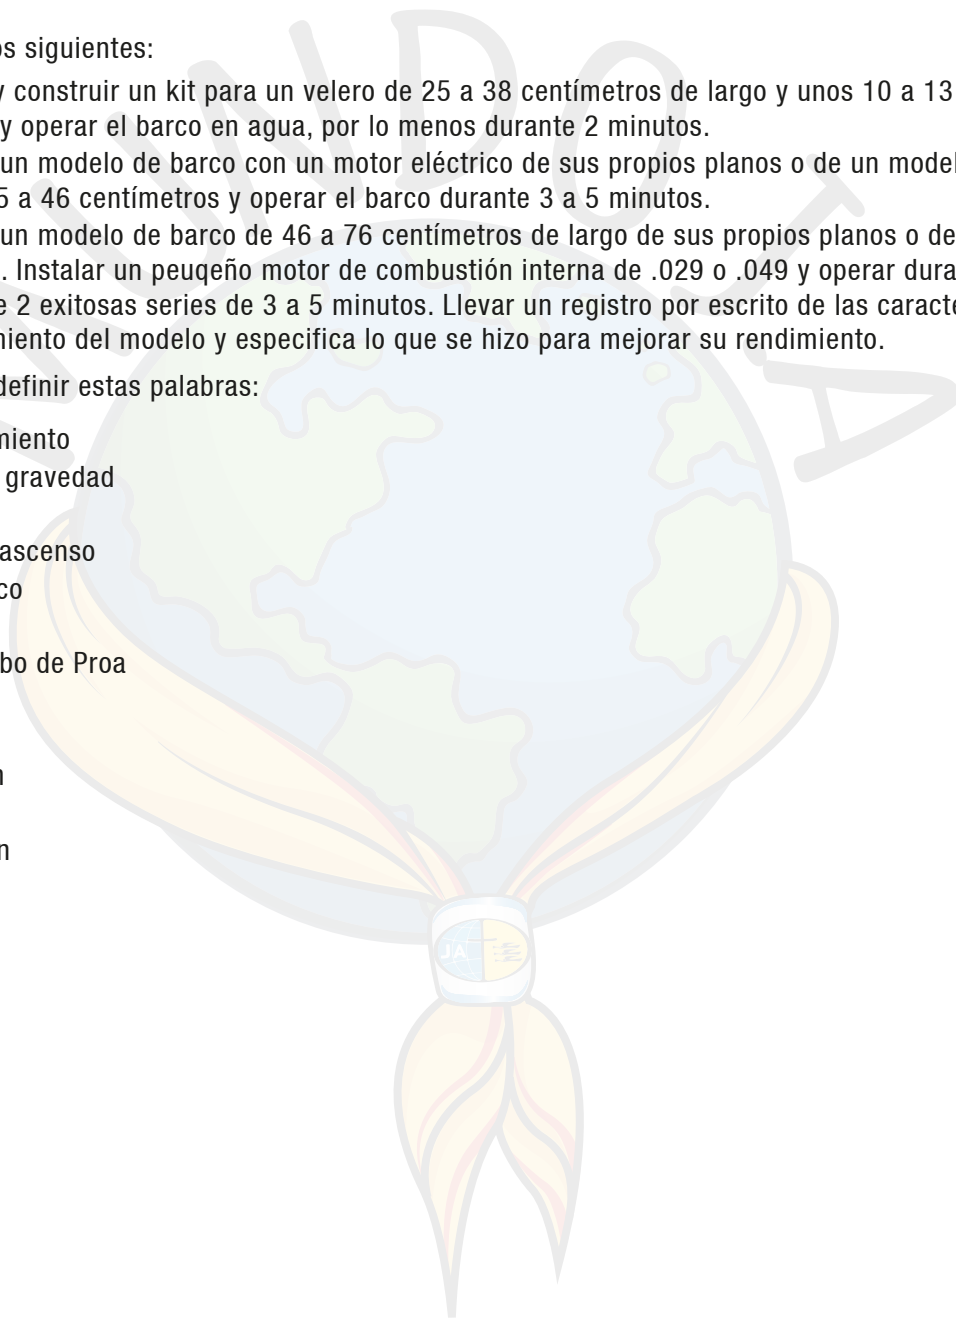 os siguientes:
y construir un kit para un velero de 25 a 38 centímetros de largo y unos 10 a 13
y operar el barco en agua, por lo menos durante 2 minutos.
un modelo de barco con un motor eléctrico de sus propios planos o de un model
5 a 46 centímetros y operar el barco durante 3 a 5 minutos.
un modelo de barco de 46 a 76 centímetros de largo de sus propios planos o de
. Instalar un peuqeño motor de combustión interna de .029 o .049 y operar dura
e 2 exitosas series de 3 a 5 minutos. Llevar un registro por escrito de las caracte
miento del modelo y especifica lo que se hizo para mejorar su rendimiento.
definir estas palabras:
miento
gravedad
ascenso
co
bo de Proa
n
n
MUNDO JA
JA